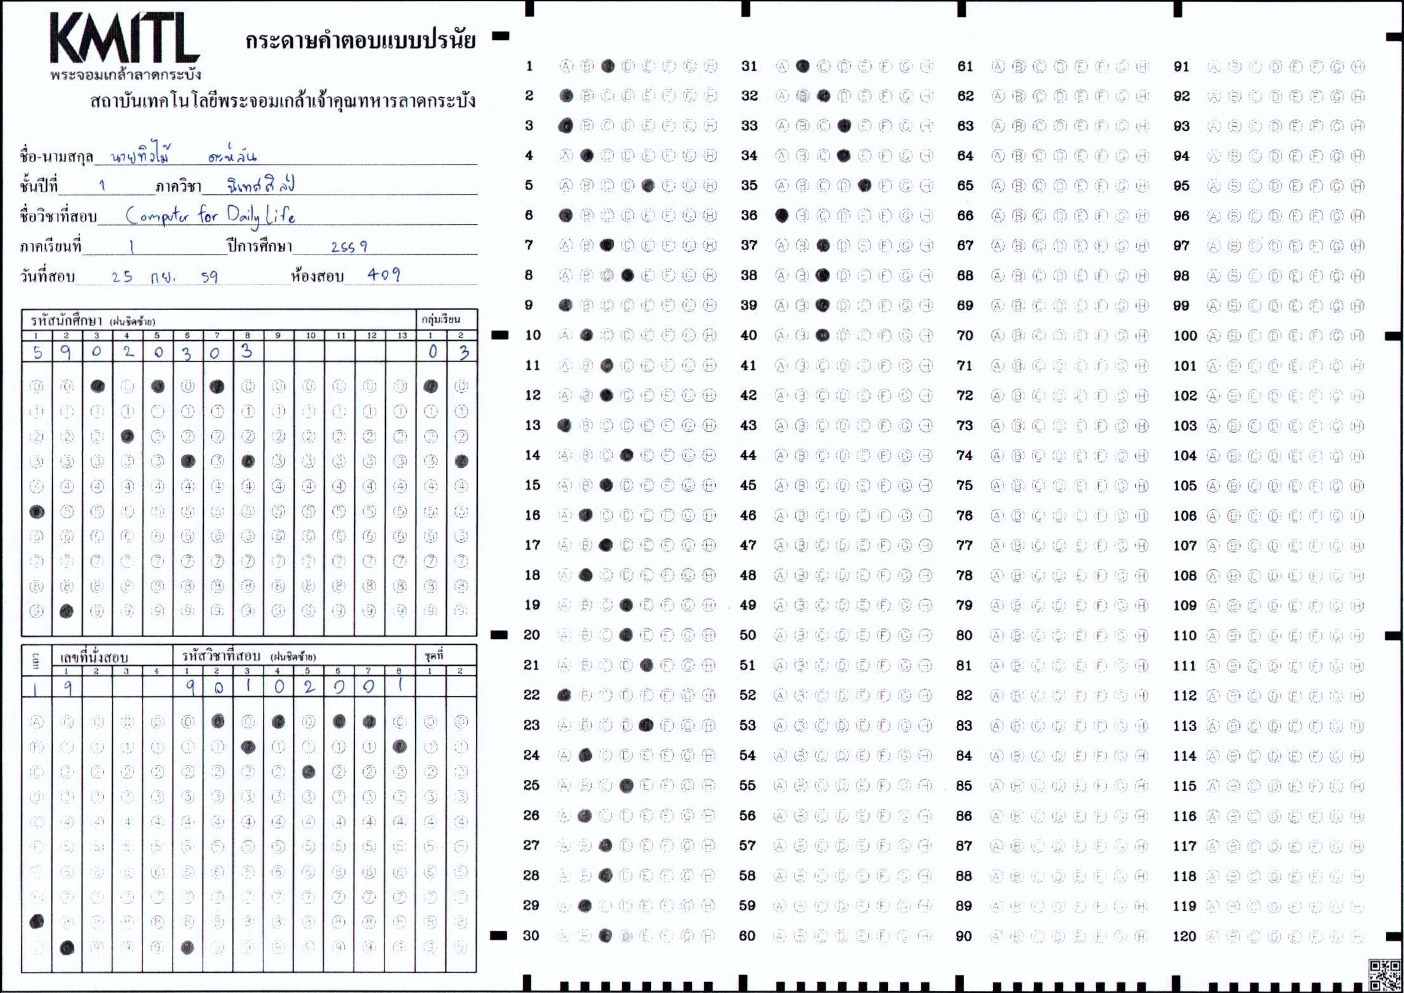 KMITL
พระจอมเกล้าลาดกระบัง
กระดาษคำตอบแบบปรนัย
สถาบันเทคโนโลยีพระจอมเกล้าเจ้าคุณทหารลาดกระบัง
ชื่อ-นามสกุล นายทิวไม้
ชั้นปีที่ 1 ภาควิชา นิเทศศิลป์
ชื่อวิชาที่สอบ Computer for Daily Life
ภาคเรียนที่ 1 ปีการศึกษา 2559
วันที่สอบ 25 กย. 59 ห้องสอบ 409
รหัสนักศึกษา (ฝนชิดซ้าย) กลุ่มเรียน
1 2 3 4 5 6 7 8 9 10 11 12 13 1 2
5 9 0 2 0 3 0 3 0 3
เลขที่นั่งสอบ รหัสวิชาที่สอบ (ฝนชิดซ้าย) ชุดที่
1 2 3 4 1 2 3 4 5 6 7 8 1 2
1 9 9 0 1 0 2 0 0 1
1 A B D E F G H 31 A C D E F G H 61 A B C D E F G H 91 A B C D E F G H
2 B C D E F G H 32 A B D E F G H 62 A B C D E F G H 92 A B C D E F G H
3 B C D E F G H 33 A B C E F G H 63 A B C D E F G H 93 A B C D E F G H
4 A C D E F G H 34 A B C E F G H 64 A B C D E F G H 94 A B C D E F G H
5 A B C D F G H 35 A B C D F G H 65 A B C D E F G H 95 A B C D E F G H
6 B C D E F G H 36 B C D E F G H 66 A B C D E F G H 96 A B C D E F G H
7 A B D E F G H 37 A B D E F G H 67 A B C D E F G H 97 A B C D E F G H
8 A B C E F G H 38 A B D E F G H 68 A B C D E F G H 98 A B C D E F G H
9 B C D E F G H 39 A B D E F G H 69 A B C D E F G H 99 A B C D E F G H
10 A C D E F G H 40 A B D E F G H 70 A B C D E F G H 100 A B C D E F G H
11 A B D E F G H 41 A B C D E F G H 71 A B C D E F G H 101 A B C D E F G H
12 A B D E F G H 42 A B C D E F G H 72 A B C D E F G H 102 A B C D E F G H
13 B C D E F G H 43 A B C D E F G H 73 A B C D E F G H 103 A B C D E F G H
14 A B C E F G H 44 A B C D E F G H 74 A B C D E F G H 104 A B C D E F G H
15 A B D E F G H 45 A B C D E F G H 75 A B C D E F G H 105 A B C D E F G H
16 A C D E F G H 46 A B C D E F G H 76 A B C D E F G H 106 A B C D E F G H
17 A B D E F G H 47 A B C D E F G H 77 A B C D E F G H 107 A B C D E F G H
18 A C D E F G H 48 A B C D E F G H 78 A B C D E F G H 108 A B C D E F G H
19 A B C E F G H 49 A B C D E F G H 79 A B C D E F G H 109 A B C D E F G H
20 A B C E F G H 50 A B C D E F G H 80 A B C D E F G H 110 A B C D E F G H
21 A B C D F G H 51 A B C D E F G H 81 A B C D E F G H 111 A B C D E F G H
22 B C D E F G H 52 A B C D E F G H 82 A B C D E F G H 112 A B C D E F G H
23 A B C D F G H 53 A B C D E F G H 83 A B C D E F G H 113 A B C D E F G H
24 A C D E F G H 54 A B C D E F G H 84 A B C D E F G H 114 A B C D E F G H
25 A B C E F G H 55 A B C D E F G H 85 A B C D E F G H 115 A B C D E F G H
26 A C D E F G H 56 A B C D E F G H 86 A B C D E F G H 116 A B C D E F G H
27 A B D E F G H 57 A B C D E F G H 87 A B C D E F G H 117 A B C D E F G H
28 A B D E F G H 58 A B C D E F G H 88 A B C D E F G H 118 A B C D E F G H
29 A C D E F G H 59 A B C D E F G H 89 A B C D E F G H 119 A B C D E F G H
30 A B D E F G H 60 A B C D E F G H 90 A B C D E F G H 120 A B C D E F G H